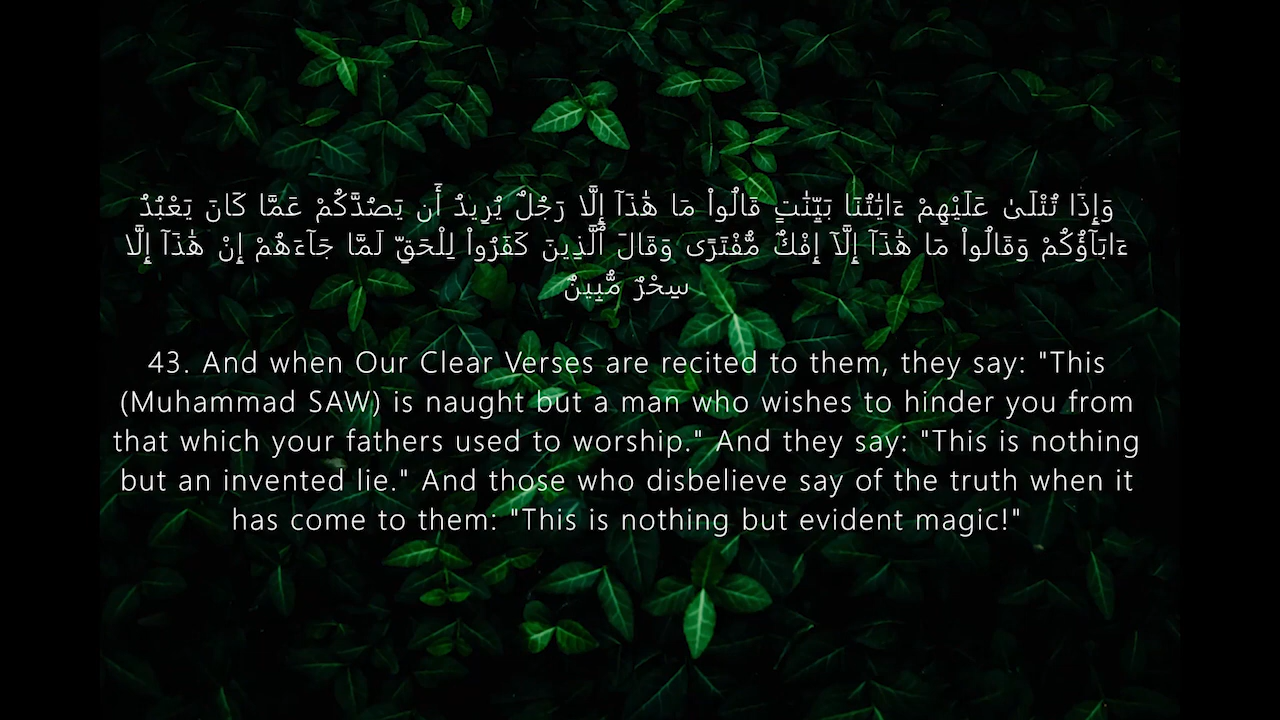 وَإِذَا تُتْلَىٰ عَلَيْهِمْ ءَايَٰتُنَا بَيِّنَٰتٍ قَالُوا۟ مَا هَٰذَآ إِلَّا رَجُلٌ يُرِيدُ أَن يَصُدَّكُمْ عَمَّا كَانَ يَعْبُدُ
ءَابَآؤُكُمْ وَقَالُوا۟ مَا هَٰذَآ إِلَّآ إِفْكٌ مُّفْتَرًى وَقَالَ ٱلَّذِينَ كَفَرُوا۟ لِلْحَقِّ لَمَّا جَآءَهُمْ إِنْ هَٰذَآ إِلَّا
سِحْرٌ مُّبِينٌ
43. And when Our Clear Verses are recited to them, they say: "This
(Muhammad SAW) is naught but a man who wishes to hinder you from
that which your fathers used to worship." And they say: "This is nothing
but an invented lie." And those who disbelieve say of the truth when it
has come to them: "This is nothing but evident magic!"